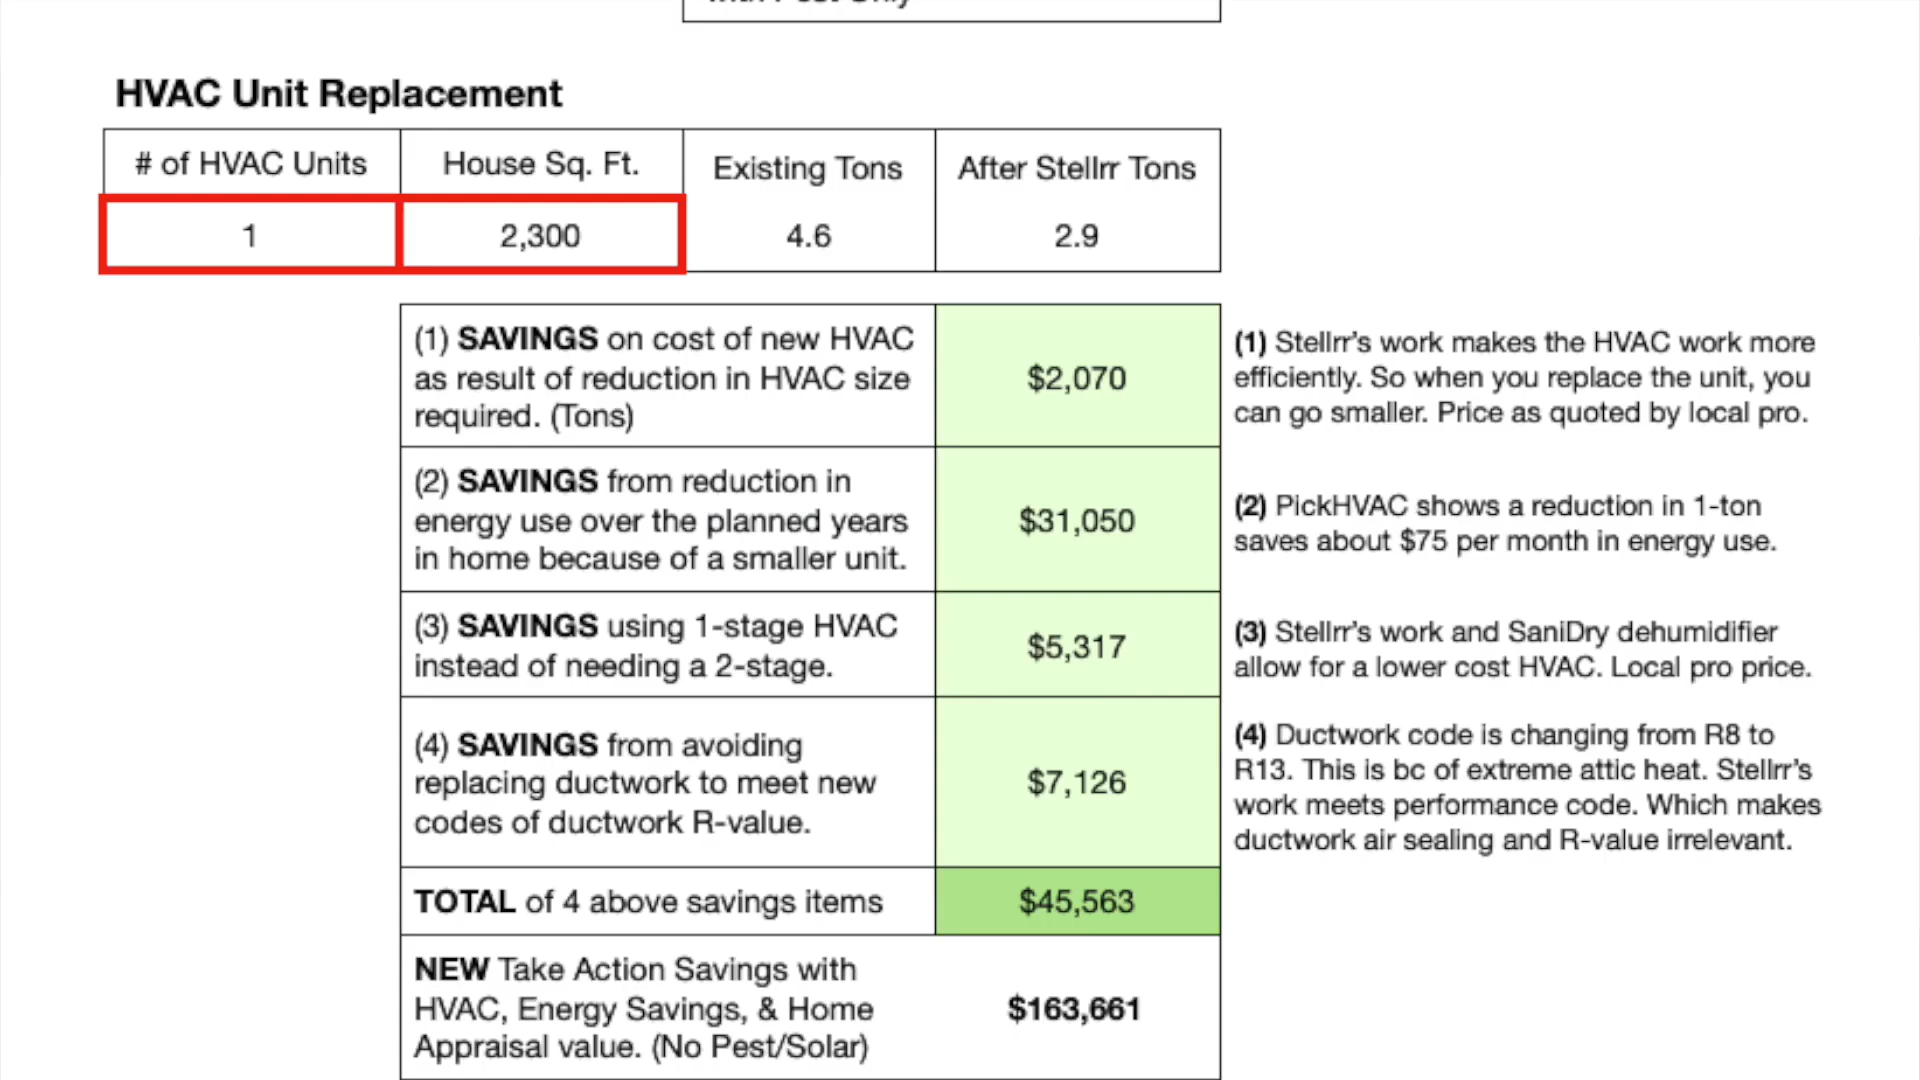 HVAC Unit Replacement
# of HVAC Units House Sq. Ft. Existing Tons After Stellrr Tons
1 2,300 4.6 2.9
(1) SAVINGS on cost of new HVAC
as result of reduction in HVAC size
required. (Tons)
$2,070
(1) Stellrr's work makes the HVAC work more
efficiently. So when you replace the unit, you
can go smaller. Price as quoted by local pro.
(2) SAVINGS from reduction in
energy use over the planned years
in home because of a smaller unit.
$31,050
(2) PickHVAC shows a reduction in 1-ton
saves about $75 per month in energy use.
(3) SAVINGS using 1-stage HVAC
instead of needing a 2-stage.
$5,317
(3) Stellrr's work and SaniDry dehumidifier
allow for a lower cost HVAC. Local pro price.
(4) SAVINGS from avoiding
replacing ductwork to meet new
codes of ductwork R-value.
$7,126
(4) Ductwork code is changing from R8 to
R13. This is bc of extreme attic heat. Stellrr's
work meets performance code. Which makes
ductwork air sealing and R-value irrelevant.
TOTAL of 4 above savings items
$45,563
NEW Take Action Savings with
HVAC, Energy Savings, & Home
Appraisal value. (No Pest/Solar)
$163,661